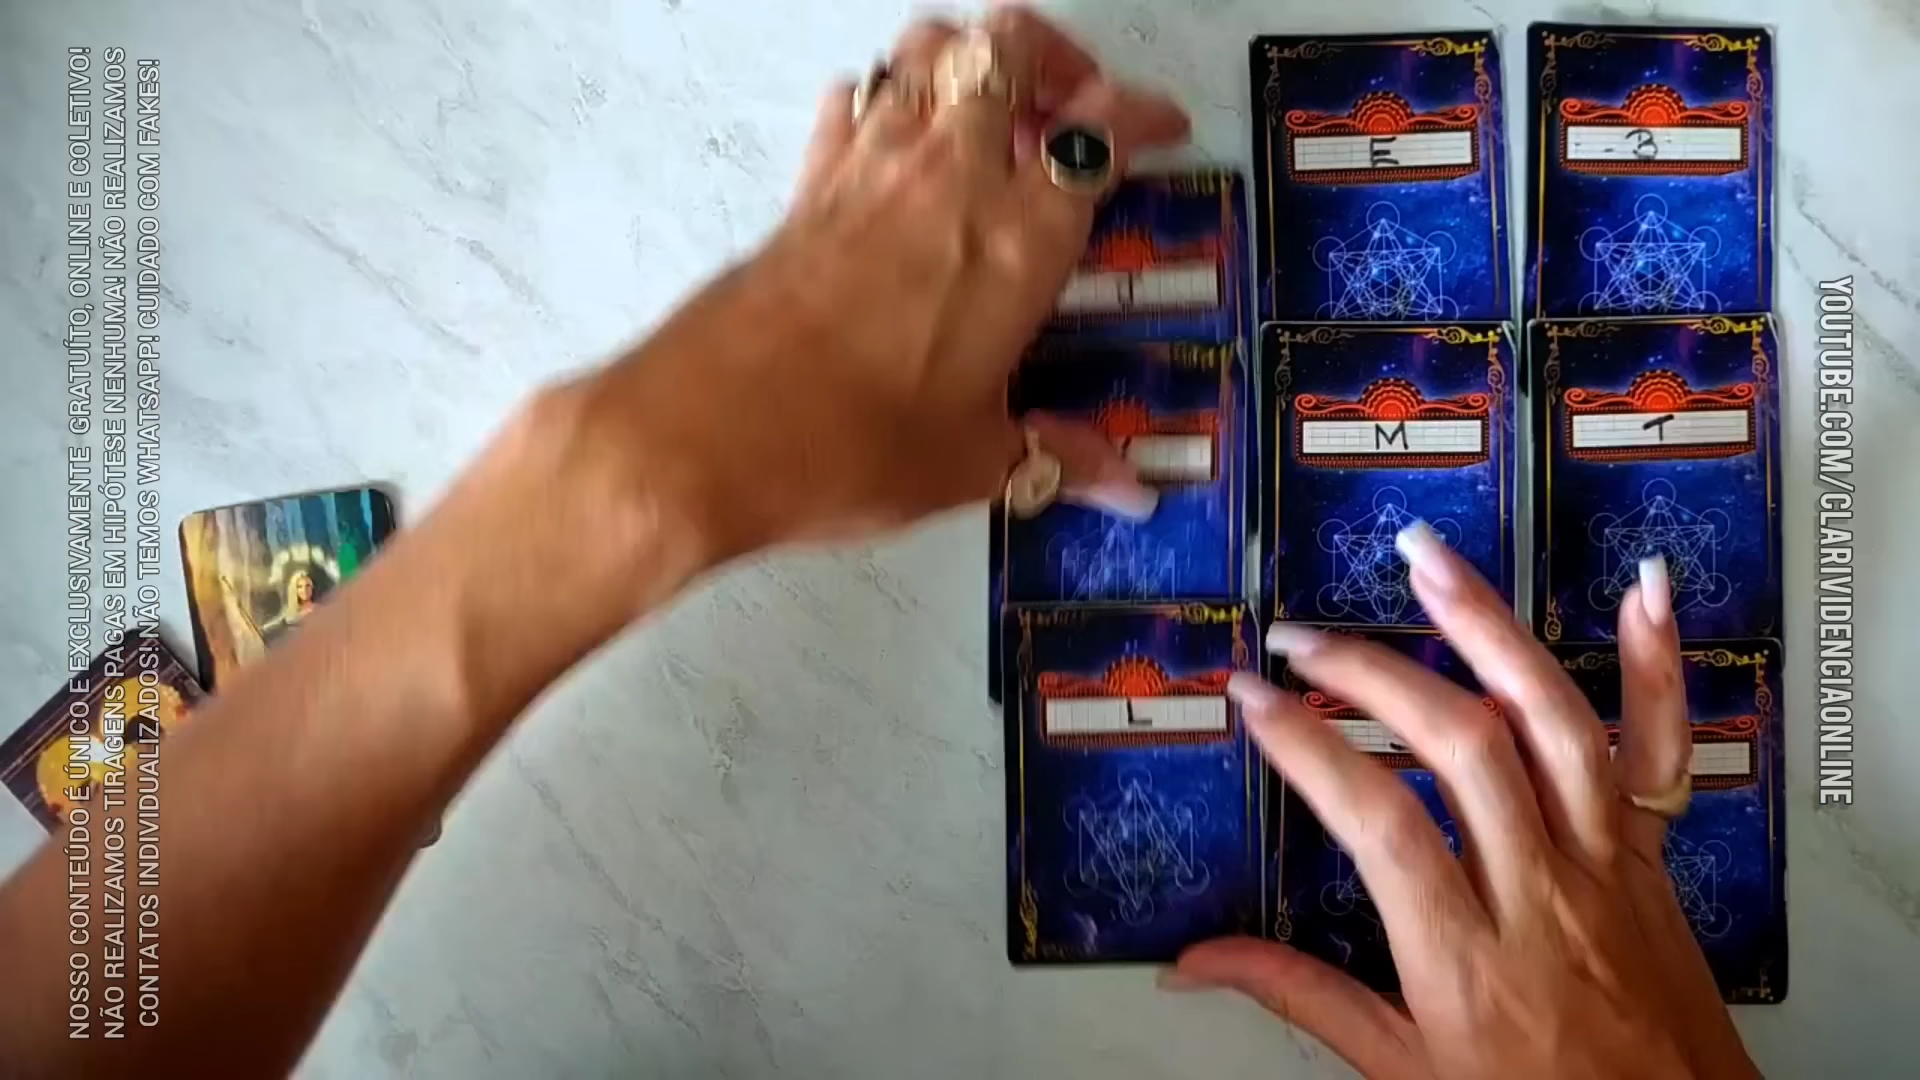 NOSSO CONTEÚDO É ÚNICO E EXCLUSIVAMENTE GRATUÍTO, ONLINE E COLETIVO!
NÃO REALIZAMOS TIRAGENS PAGAS EM HIPÓTESE NENHUMA! NÃO REALIZAMOS
CONTATOS INDIVIDUALIZADOS! NÃO TEMOS WHATSAPP! CUIDADO COM FAKES!
E
B
M
T
L
YOUTUBE.COM/CLARIVIDENCIAONLINE